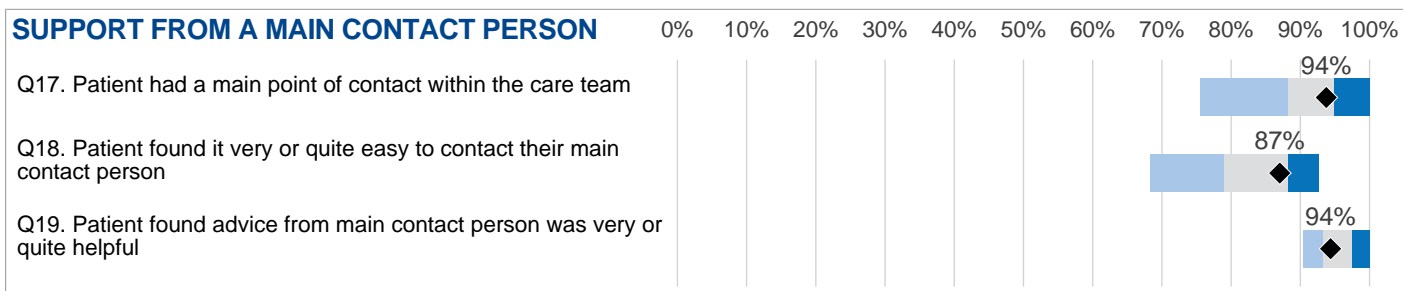 SUPPORT FROM A MAIN CONTACT PERSON
0% 10% 20% 30% 40% 50% 60% 70% 80% 90% 100%
Q17. Patient had a main point of contact within the care team
94%
Q18. Patient found it very or quite easy to contact their main
contact person
87%
Q19. Patient found advice from main contact person was very or
quite helpful
94%